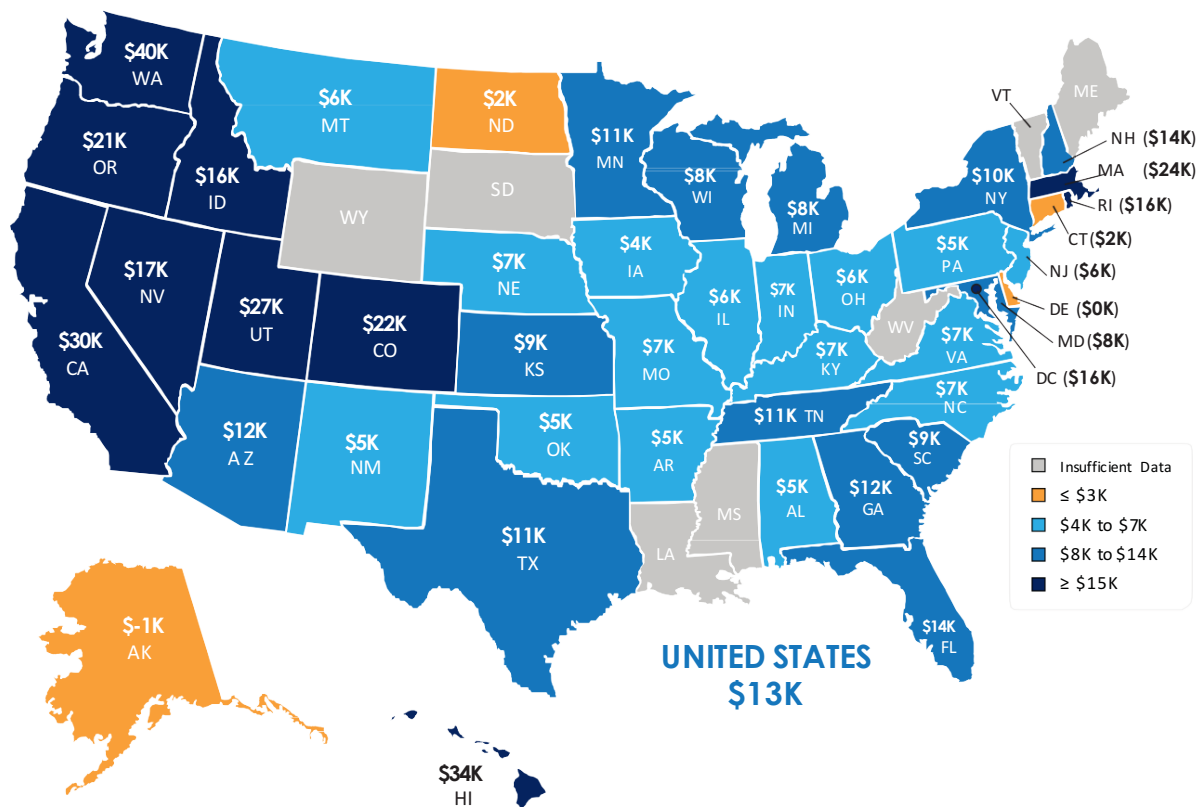 $40K
WA
$21K
OR
$16K
ID
$6K
MT
$2K
ND
SD
WY
$11K
MN
$8K
WI
$8K
MI
$10K
NY
VT
ME
NH ($14K)
MA ($24K)
RI ($16K)
CT ($2K)
NJ ($6K)
DE ($0K)
MD ($8K)
DC ($16K)
$30K
CA
$17K
NV
$27K
UT
$22K
CO
$7K
NE
$9K
KS
$4K
IA
$7K
MO
$6K
IL
$7K
IN
$6K
OH
$5K
PA
WV
$7K
VA
$7K
KY
$7K
NC
$11K TN
$9K
SC
$12K
AZ
$5K
NM
$5K
OK
$5K
AR
$11K
TX
LA
MS
$5K
AL
$12K
GA
$14K
FL
$-1K
AK
$34K
HI
UNITED STATES
$13K
Insufficient Data
≤ $3K
$4K to $7K
$8K to $14K
≥ $15K